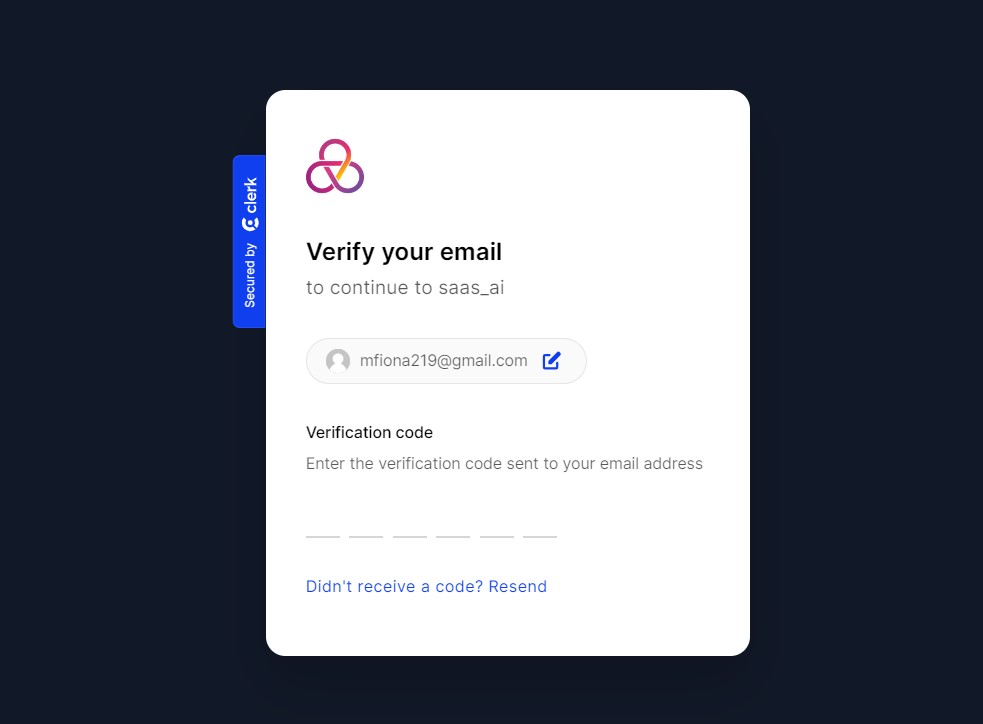 Secured by clerk
Verify your email
to continue to saas_ai
mfiona219@gmail.com
Verification code
Enter the verification code sent to your email address
Didn't receive a code? Resend